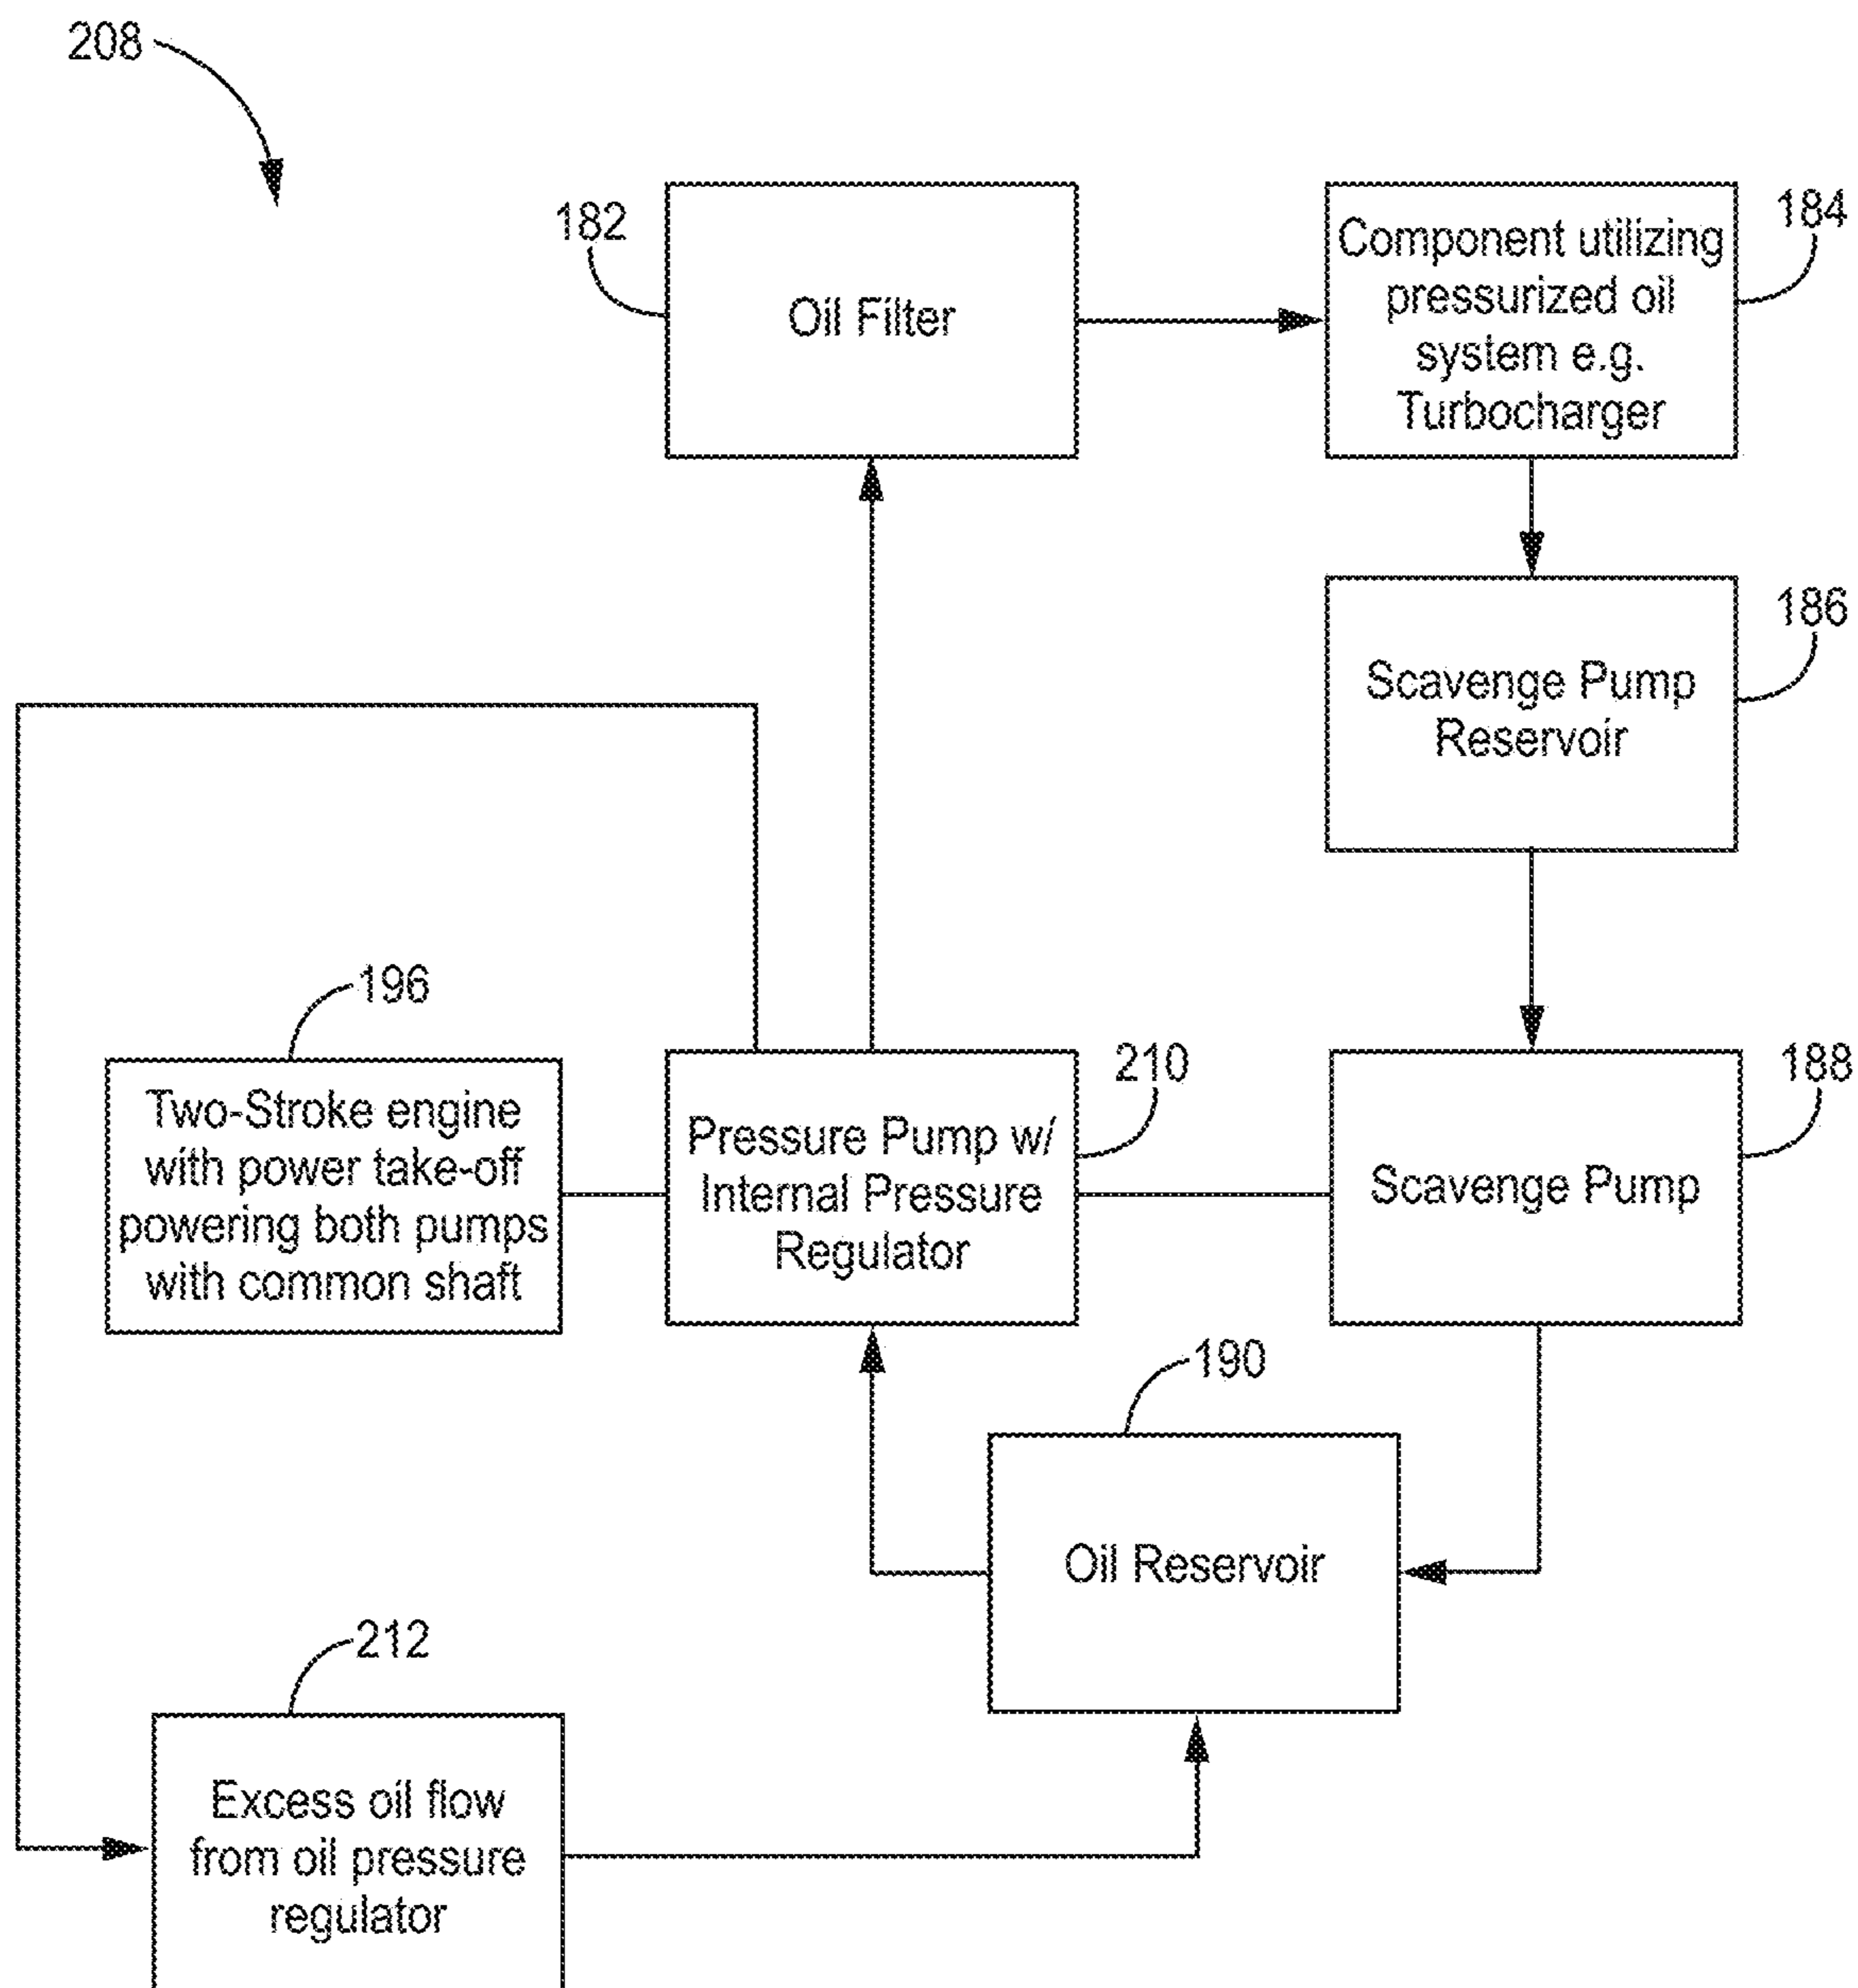 208
182
Oil Filter
184
Component utilizing
pressurized oil
system e.g.
Turbocharger
186
Scavenge Pump
Reservoir
196
Two-Stroke engine
with power take-off
powering both pumps
with common shaft
210
Pressure Pump w/
Internal Pressure
Regulator
188
Scavenge Pump
190
Oil Reservoir
212
Excess oil flow
from oil pressure
regulator